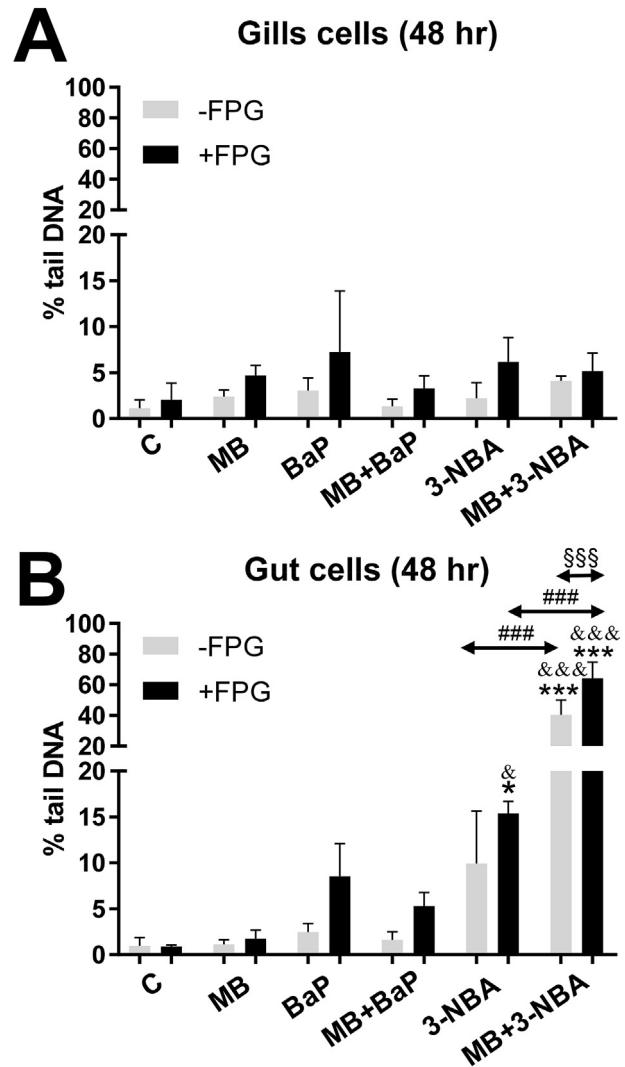 A
Gills cells (48 hr)
100
80
60
40
20
20
15
10
5
0
% tail DNA
-FPG
+FPG
C
MB
BaP
MB+BaP
3-NBA
MB+3-NBA
B
Gut cells (48 hr)
§§§
###
###
&&&
***
&&&
***
&
*
100
80
60
40
20
20
15
10
5
0
% tail DNA
-FPG
+FPG
C
MB
BaP
MB+BaP
3-NBA
MB+3-NBA